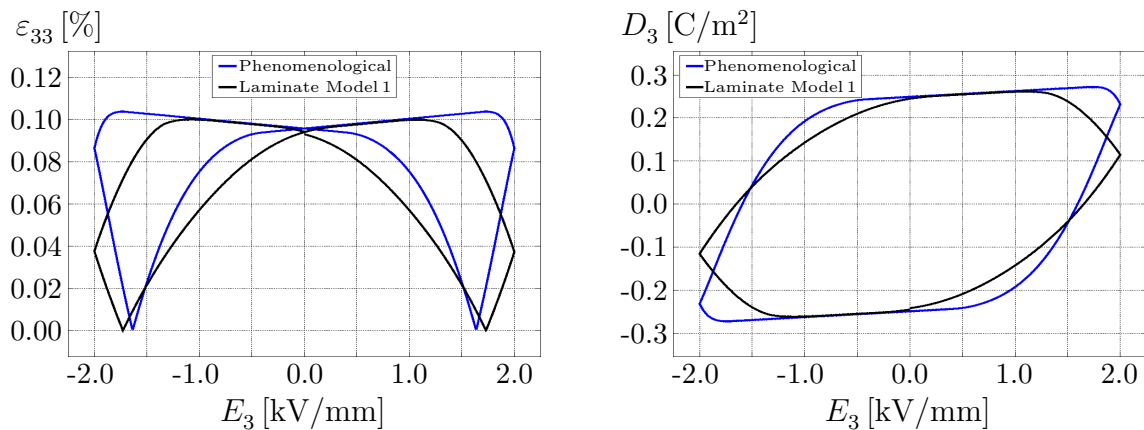 ε₃₃ [%]
0.12
0.10
0.08
0.06
0.04
0.02
0.00
Phenomenological
Laminate Model 1
-2.0 -1.0 0.0 1.0 2.0
E₃ [kV/mm]
D₃ [C/m²]
0.3
0.2
0.1
0.0
-0.1
-0.2
-0.3
Phenomenological
Laminate Model 1
-2.0 -1.0 0.0 1.0 2.0
E₃ [kV/mm]